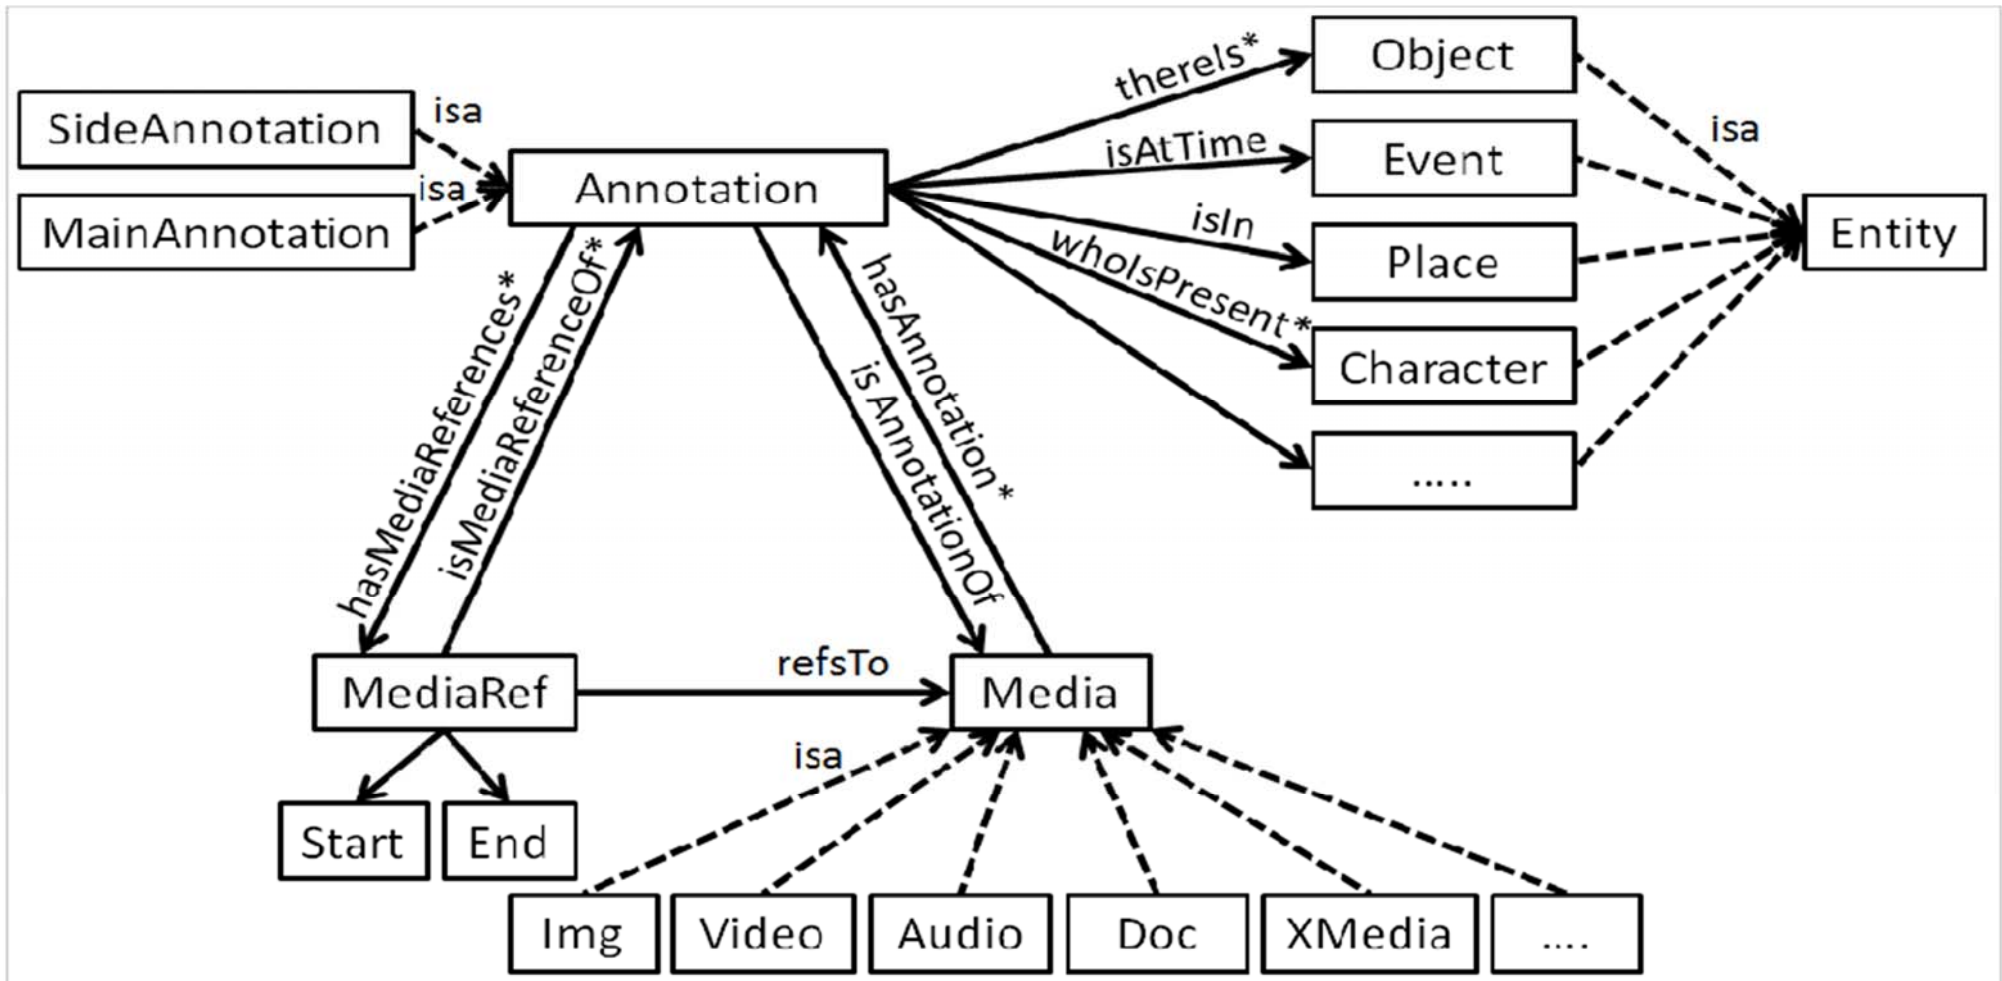 SideAnnotation
isa
MainAnnotation
isa
Annotation
thereIs*
isAtTime
isIn
whoIsPresent*
Object
Event
Place
Character
.....
isa
Entity
hasMediaReferences*
isMediaReferenceOf*
is AnnotationOf
hasAnnotation*
MediaRef
refsTo
Media
Start
End
isa
Img
Video
Audio
Doc
XMedia
....